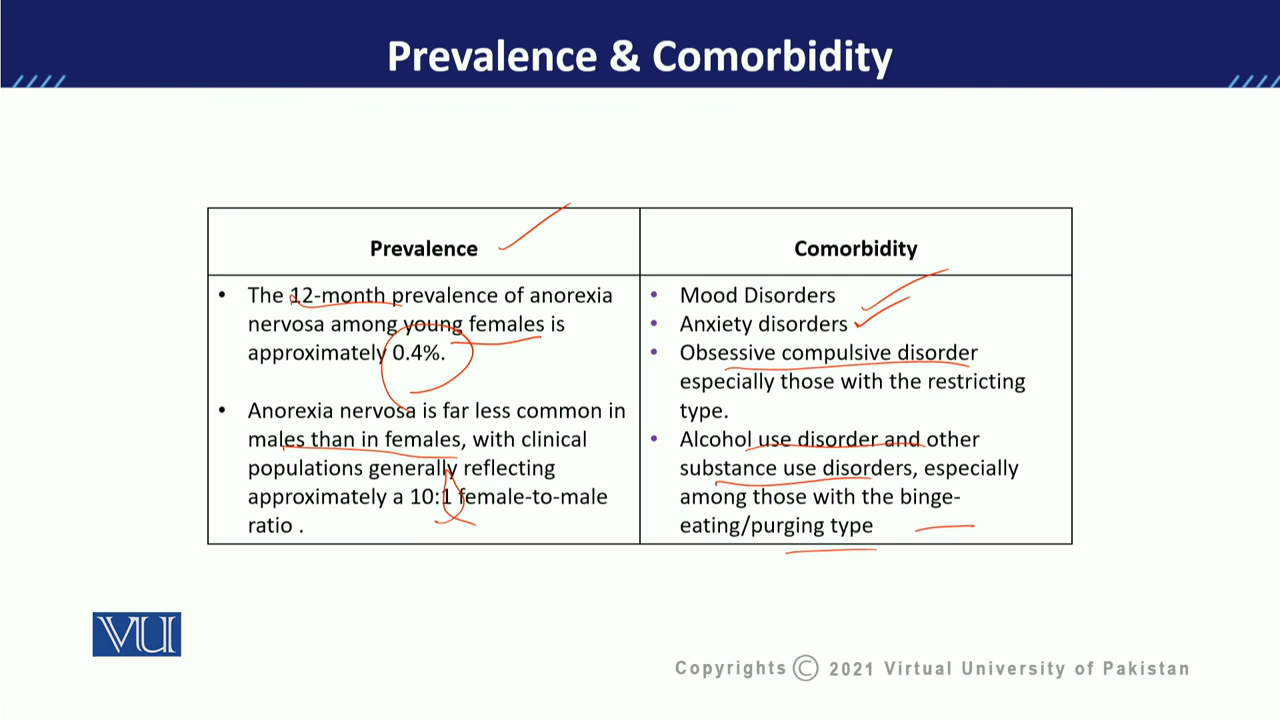 Prevalence & Comorbidity
Prevalence
• The 12-month prevalence of anorexia
nervosa among young females is
approximately 0.4%.
• Anorexia nervosa is far less common in
males than in females, with clinical
populations generally reflecting
approximately a 10:1 female-to-male
ratio .
Comorbidity
• Mood Disorders
• Anxiety disorders
• Obsessive compulsive disorder
especially those with the restricting
type.
• Alcohol use disorder and other
substance use disorders, especially
among those with the binge-
eating/purging type
VU
Copyrights © 2021 Virtual University of Pakistan